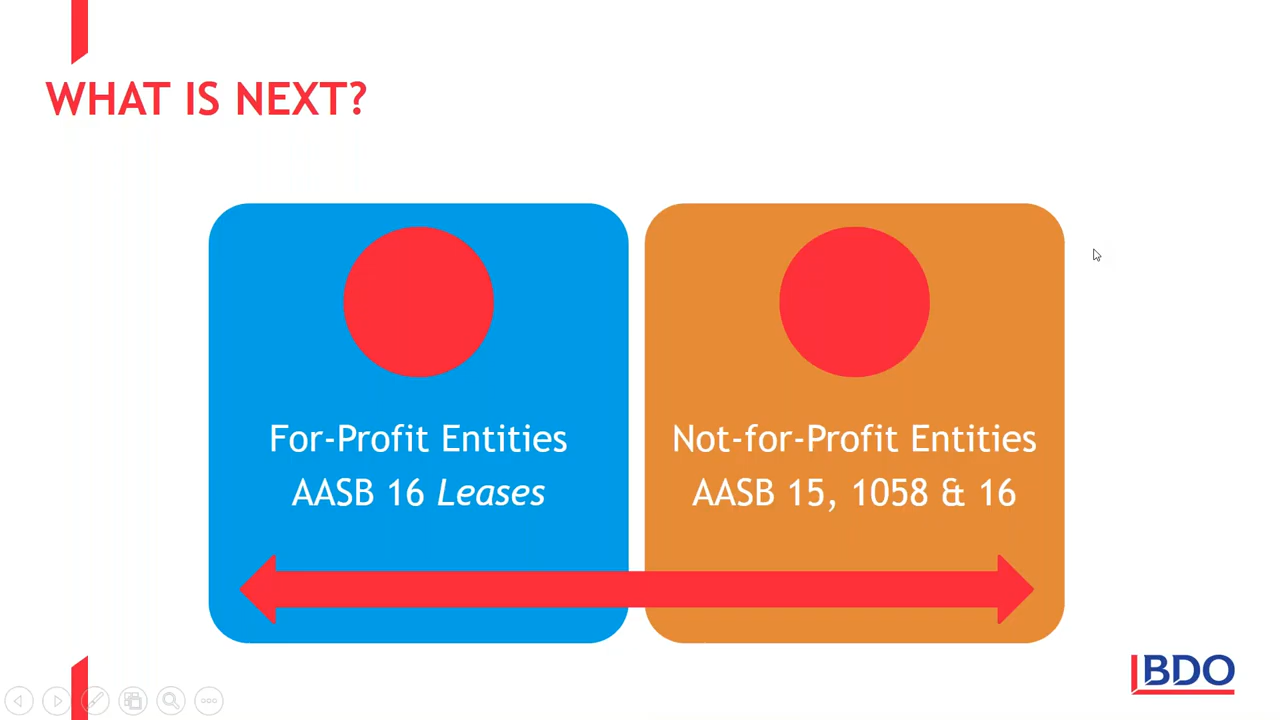 WHAT IS NEXT?
For-Profit Entities
AASB 16 Leases
Not-for-Profit Entities
AASB 15, 1058 & 16
BDO